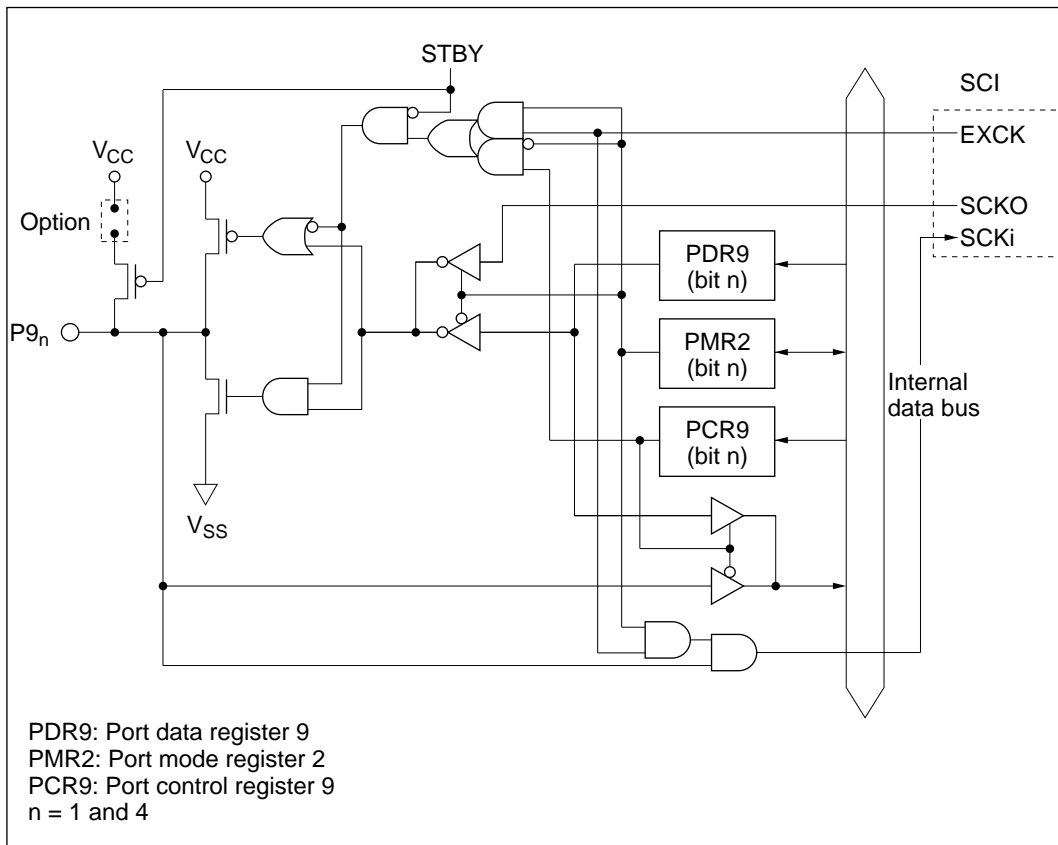 STBY
SCI
EXCK
VCC
VCC
Option
SCKO
SCKi
PDR9
(bit n)
P9n
PMR2
(bit n)
Internal
data bus
PCR9
(bit n)
VSS
PDR9: Port data register 9
PMR2: Port mode register 2
PCR9: Port control register 9
n = 1 and 4